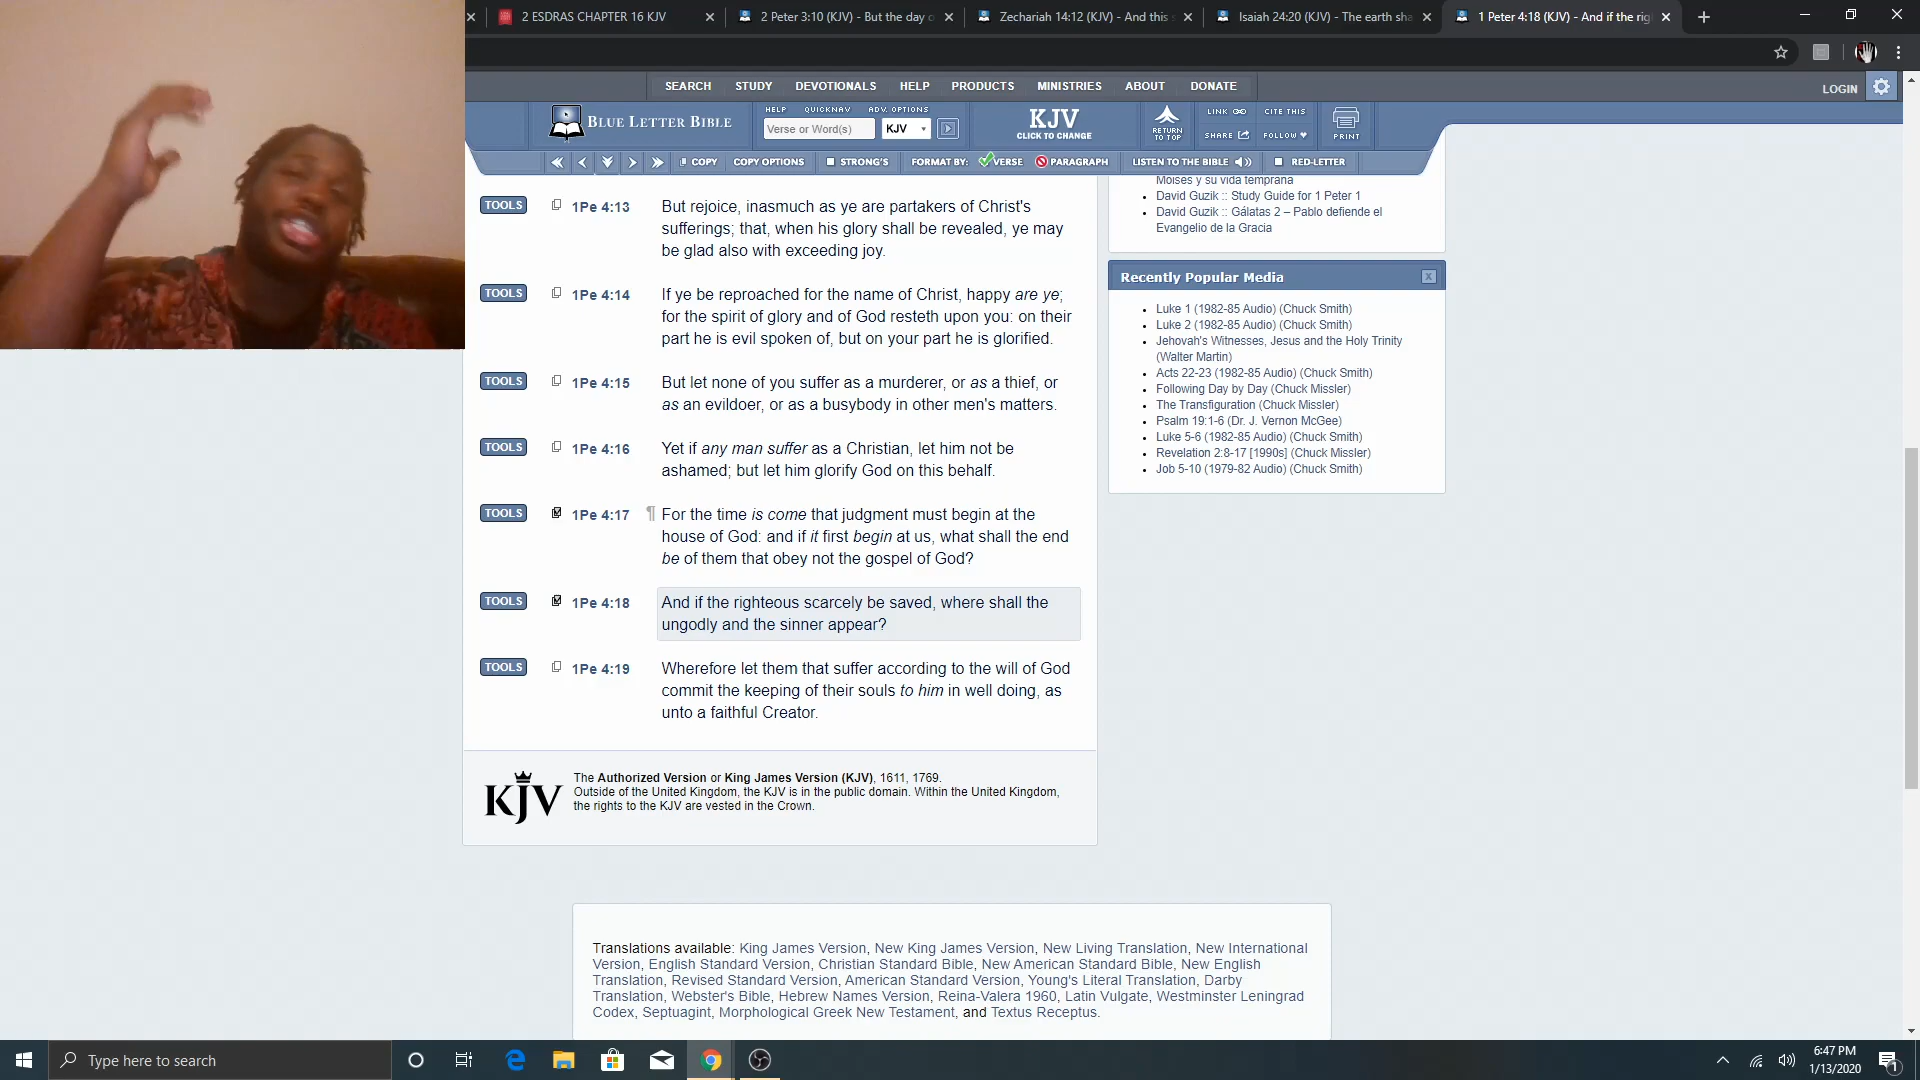 2 ESDRAS CHAPTER 16 KJV
2 Peter 3:10 (KJV) - But the day o
Zechariah 14:12 (KJV) - And this s
Isaiah 24:20 (KJV) - The earth sha
1 Peter 4:18 (KJV) - And if the rig
SEARCH STUDY DEVOTIONALS HELP PRODUCTS MINISTRIES ABOUT DONATE
LOGIN
BLUE LETTER BIBLE
HELP QUICKNAV ADV. OPTIONS
Verse or Word(s) KJV
KJV
CLICK TO CHANGE
RETURN
TO TOP
LINK CITE THIS
SHARE FOLLOW
PRINT
COPY COPY OPTIONS STRONG'S FORMAT BY: VERSE PARAGRAPH LISTEN TO THE BIBLE RED-LETTER
TOOLS 1Pe 4:13 But rejoice, inasmuch as ye are partakers of Christ's
sufferings; that, when his glory shall be revealed, ye may
be glad also with exceeding joy.
TOOLS 1Pe 4:14 If ye be reproached for the name of Christ, happy are ye;
for the spirit of glory and of God resteth upon you: on their
part he is evil spoken of, but on your part he is glorified.
TOOLS 1Pe 4:15 But let none of you suffer as a murderer, or as a thief, or
as an evildoer, or as a busybody in other men's matters.
TOOLS 1Pe 4:16 Yet if any man suffer as a Christian, let him not be
ashamed; but let him glorify God on this behalf.
TOOLS 1Pe 4:17 ¶ For the time is come that judgment must begin at the
house of God: and if it first begin at us, what shall the end
be of them that obey not the gospel of God?
TOOLS 1Pe 4:18 And if the righteous scarcely be saved, where shall the
ungodly and the sinner appear?
TOOLS 1Pe 4:19 Wherefore let them that suffer according to the will of God
commit the keeping of their souls to him in well doing, as
unto a faithful Creator.
KJV
The Authorized Version or King James Version (KJV), 1611, 1769.
Outside of the United Kingdom, the KJV is in the public domain. Within the United Kingdom,
the rights to the KJV are vested in the Crown.
Moisés y su vida temprana
David Guzik :: Study Guide for 1 Peter 1
David Guzik :: Gálatas 2 – Pablo defiende el
Evangelio de la Gracia
Recently Popular Media
Luke 1 (1982-85 Audio) (Chuck Smith)
Luke 2 (1982-85 Audio) (Chuck Smith)
Jehovah's Witnesses, Jesus and the Holy Trinity
(Walter Martin)
Acts 22-23 (1982-85 Audio) (Chuck Smith)
Following Day by Day (Chuck Missler)
The Transfiguration (Chuck Missler)
Psalm 19:1-6 (Dr. J. Vernon McGee)
Luke 5-6 (1982-85 Audio) (Chuck Smith)
Revelation 2:8-17 [1990s] (Chuck Missler)
Job 5-10 (1979-82 Audio) (Chuck Smith)
Translations available: King James Version, New King James Version, New Living Translation, New International
Version, English Standard Version, Christian Standard Bible, New American Standard Bible, New English
Translation, Revised Standard Version, American Standard Version, Young's Literal Translation, Darby
Translation, Webster's Bible, Hebrew Names Version, Reina-Valera 1960, Latin Vulgate, Westminster Leningrad
Codex, Septuagint, Morphological Greek New Testament, and Textus Receptus.
Type here to search
6:47 PM
1/13/2020
1